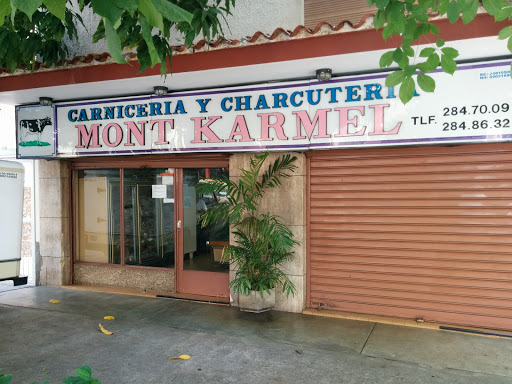 CARNICERIA Y CHARCUTERIA
MONT KARMEL
TLF. 284.70.09
284.86.32